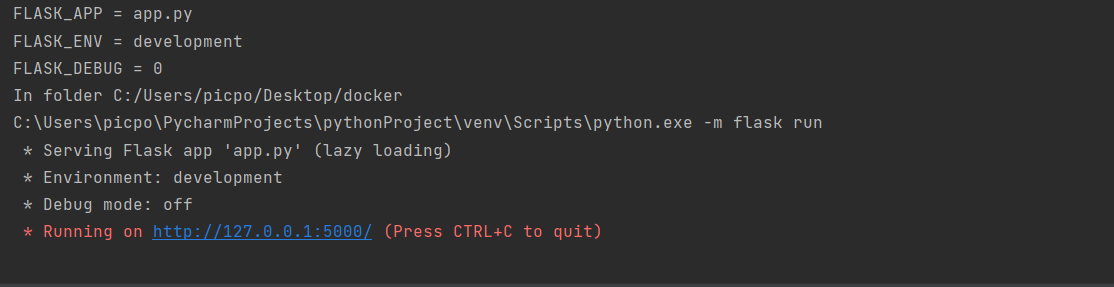 FLASK_APP = app.py
FLASK_ENV = development
FLASK_DEBUG = 0
In folder C:/Users/picpo/Desktop/docker
C:\Users\picpo\PycharmProjects\pythonProject\venv\Scripts\python.exe -m flask run
 * Serving Flask app 'app.py' (lazy loading)
 * Environment: development
 * Debug mode: off
 * Running on http://127.0.0.1:5000/ (Press CTRL+C to quit)